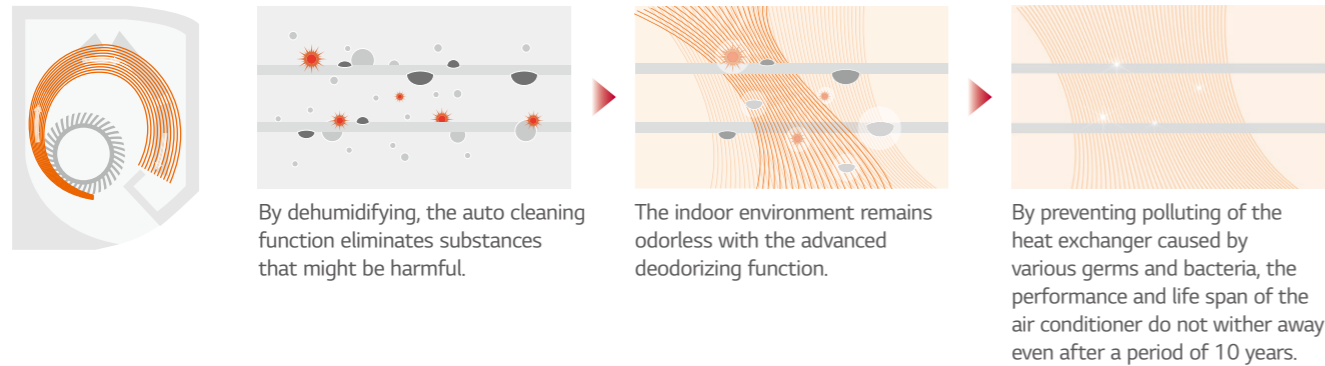 By dehumidifying, the auto cleaning
function eliminates substances
that might be harmful.
The indoor environment remains
odorless with the advanced
deodorizing function.
By preventing polluting of the
heat exchanger caused by
various germs and bacteria, the
performance and life span of the
air conditioner do not wither away
even after a period of 10 years.